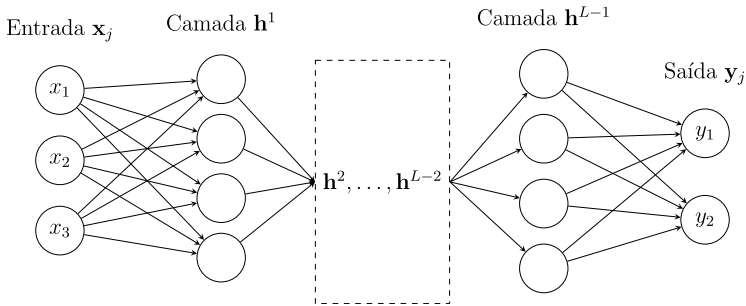 Entrada x_j
Camada h^1
Camada h^{L−1}
Saída y_j
x_1
x_2
x_3
h^2, . . . , h^{L−2}
y_1
y_2